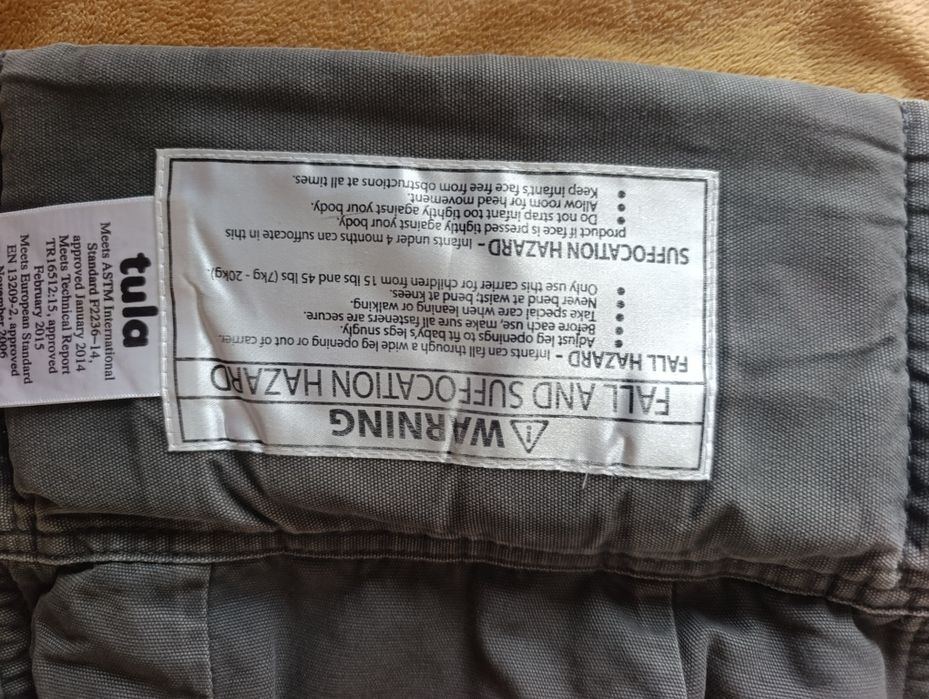 WARNING
FALL AND SUFFOCATION HAZARD
FALL HAZARD - Infants can fall through a wide leg opening or out of carrier.
• Adjust leg openings to fit baby's legs snugly.
• Before each use, make sure all fasteners are secure.
• Take special care when leaning or walking.
• Never bend at waist, bend at knees.
• Only use this carrier for children from 15 lbs and 45 lbs (7kg - 20kg).
SUFFOCATION HAZARD - Infants under 4 months can suffocate in this
product if face is pressed tightly against your body.
• Do not strap infant too tight against your body.
• Allow room for head movement.
• Keep infant's face free from obstructions at all times.
tula
Meets ASTM International
Standard F2236–14,
approved January 2014
Meets Technical Report
TR16512:15, approved
February 2015
Meets European Standard
EN 13209-2, approved
November 2006